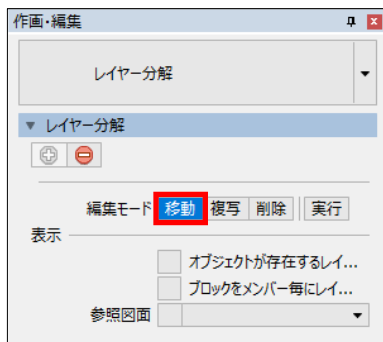 作画・編集
レイヤー分解
レイヤー分解
編集モード 移動 複写 削除 実行
表示
オブジェクトが存在するレイ...
ブロックをメンバー毎にレイ...
参照図面